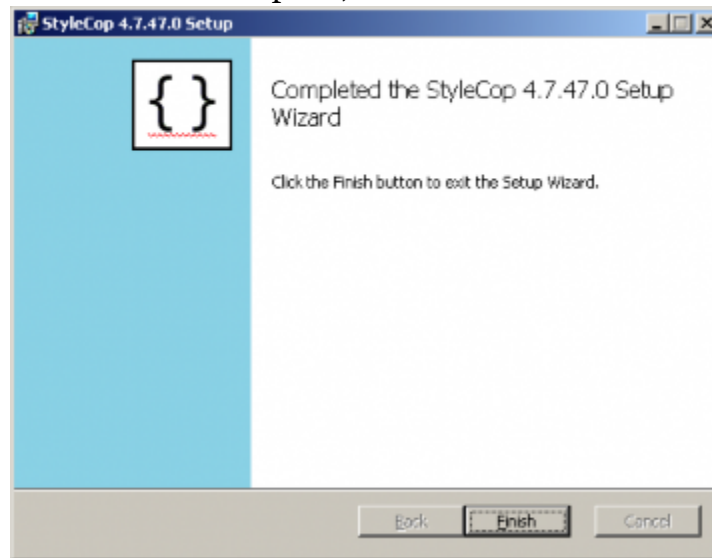 StyleCop 4.7.47.0 Setup
{ }
Completed the StyleCop 4.7.47.0 Setup
Wizard
Click the Finish button to exit the Setup Wizard.
Back Finish Cancel